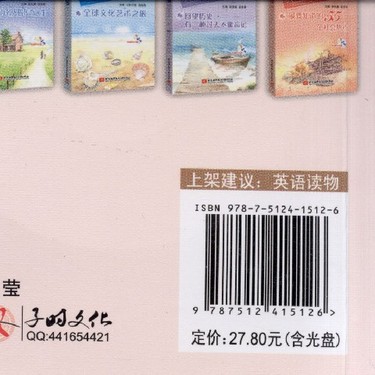 全球文化艺术之旅
上架建议：英语读物
ISBN 978-7-5124-1512-6
9 787512 415126 >
定价：27.80元(含光盘)
莹
子时文化
QQ:441654421